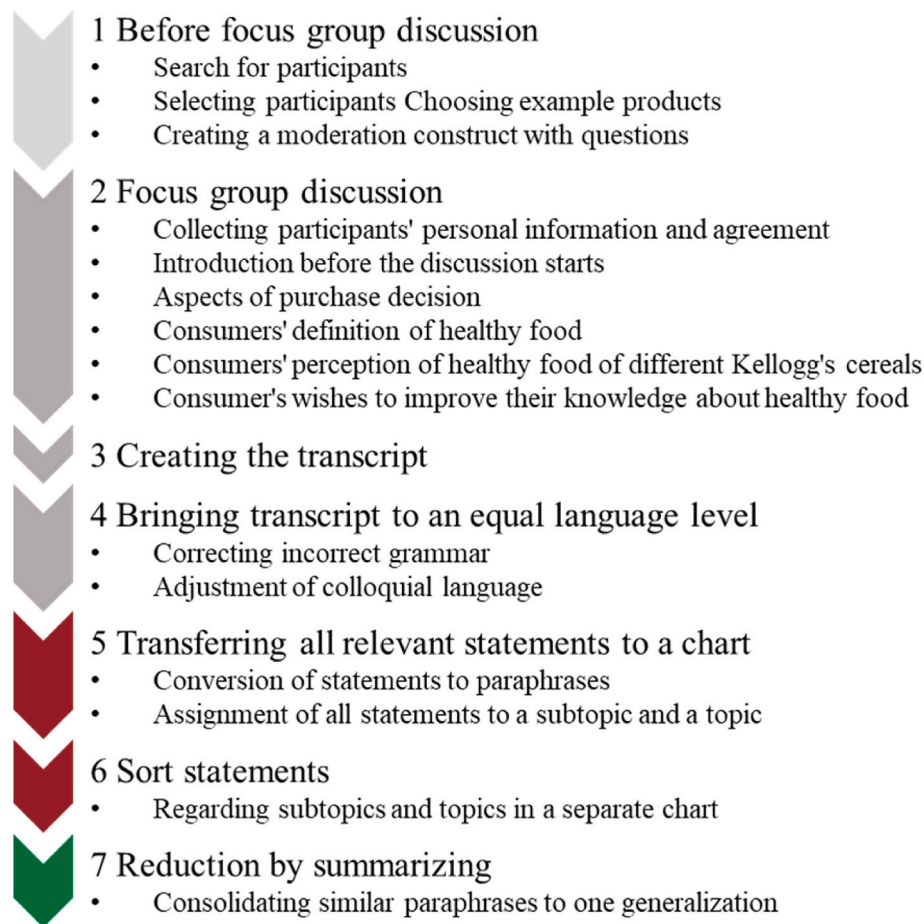 1 Before focus group discussion
• Search for participants
• Selecting participants Choosing example products
• Creating a moderation construct with questions
2 Focus group discussion
• Collecting participants' personal information and agreement
• Introduction before the discussion starts
• Aspects of purchase decision
• Consumers' definition of healthy food
• Consumers' perception of healthy food of different Kellogg's cereals
• Consumer's wishes to improve their knowledge about healthy food
3 Creating the transcript
4 Bringing transcript to an equal language level
• Correcting incorrect grammar
• Adjustment of colloquial language
5 Transferring all relevant statements to a chart
• Conversion of statements to paraphrases
• Assignment of all statements to a subtopic and a topic
6 Sort statements
• Regarding subtopics and topics in a separate chart
7 Reduction by summarizing
• Consolidating similar paraphrases to one generalization